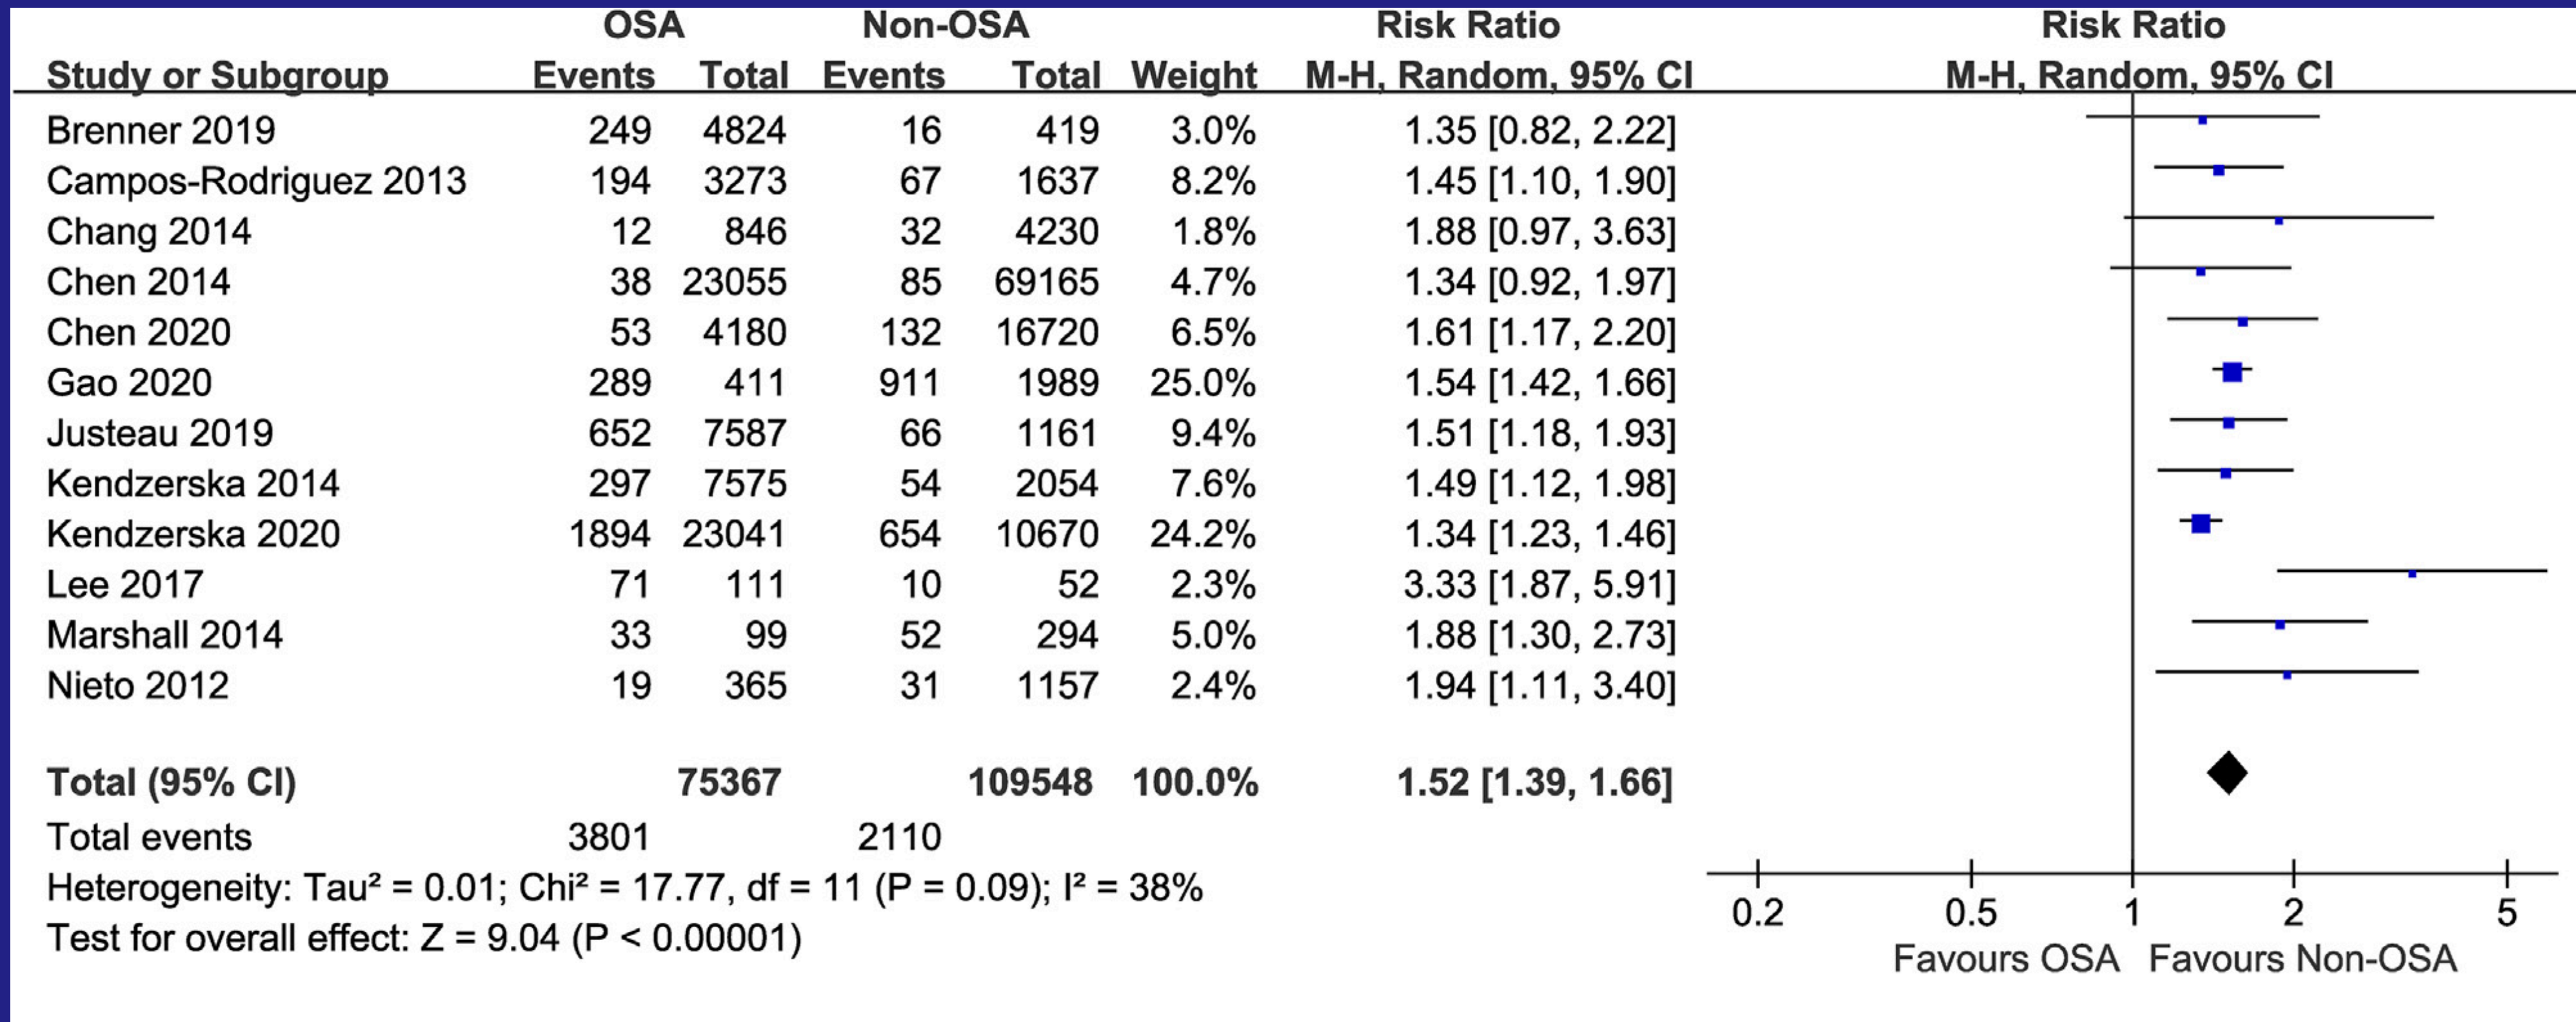 OSA Non-OSA Risk Ratio Risk Ratio
Study or Subgroup Events Total Events Total Weight M-H, Random, 95% CI M-H, Random, 95% CI
Brenner 2019 249 4824 16 419 3.0% 1.35 [0.82, 2.22]
Campos-Rodriguez 2013 194 3273 67 1637 8.2% 1.45 [1.10, 1.90]
Chang 2014 12 846 32 4230 1.8% 1.88 [0.97, 3.63]
Chen 2014 38 23055 85 69165 4.7% 1.34 [0.92, 1.97]
Chen 2020 53 4180 132 16720 6.5% 1.61 [1.17, 2.20]
Gao 2020 289 411 911 1989 25.0% 1.54 [1.42, 1.66]
Justeau 2019 652 7587 66 1161 9.4% 1.51 [1.18, 1.93]
Kendzerska 2014 297 7575 54 2054 7.6% 1.49 [1.12, 1.98]
Kendzerska 2020 1894 23041 654 10670 24.2% 1.34 [1.23, 1.46]
Lee 2017 71 111 10 52 2.3% 3.33 [1.87, 5.91]
Marshall 2014 33 99 52 294 5.0% 1.88 [1.30, 2.73]
Nieto 2012 19 365 31 1157 2.4% 1.94 [1.11, 3.40]
Total (95% CI) 75367 109548 100.0% 1.52 [1.39, 1.66]
Total events 3801 2110
Heterogeneity: Tau² = 0.01; Chi² = 17.77, df = 11 (P = 0.09); I² = 38%
Test for overall effect: Z = 9.04 (P < 0.00001)
0.2 0.5 1 2 5
Favours OSA Favours Non-OSA